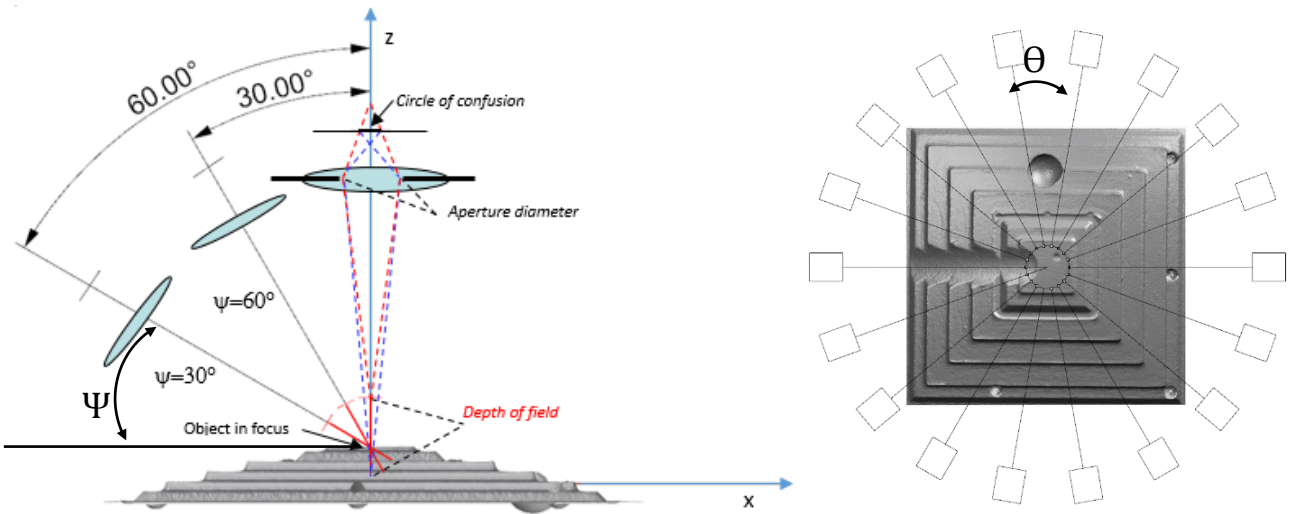 z
60.00°
30.00°
Circle of confusion
Aperture diameter
ψ=60°
ψ=30°
Ψ
Depth of field
Object in focus
x
θ